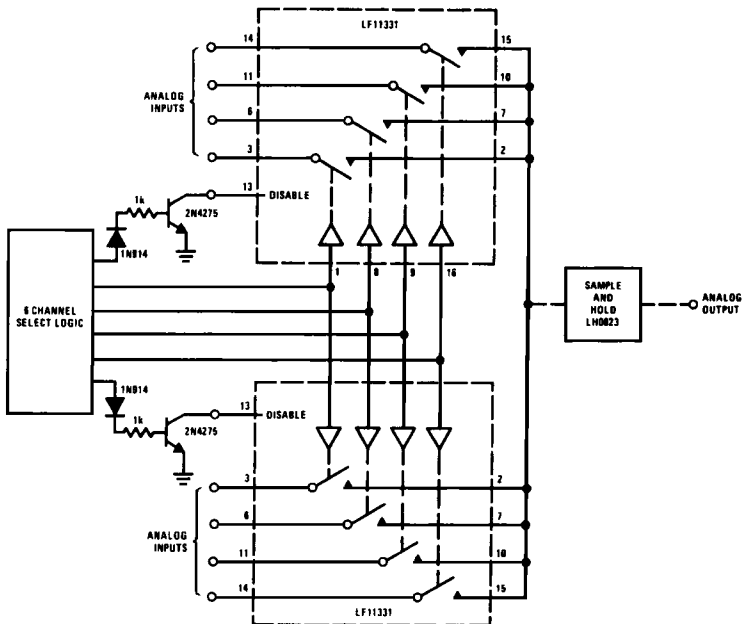 LF11331
14
15
11
10
ANALOG
INPUTS
6
7
3
2
13
DISABLE
1k
2N4275
1N914
1
8
9
16
6 CHANNEL
SELECT LOGIC
SAMPLE
AND
HOLD
LH0023
ANALOG
OUTPUT
1N914
13
DISABLE
1k
2N4275
3
2
6
7
ANALOG
INPUTS
11
10
14
15
LF11331